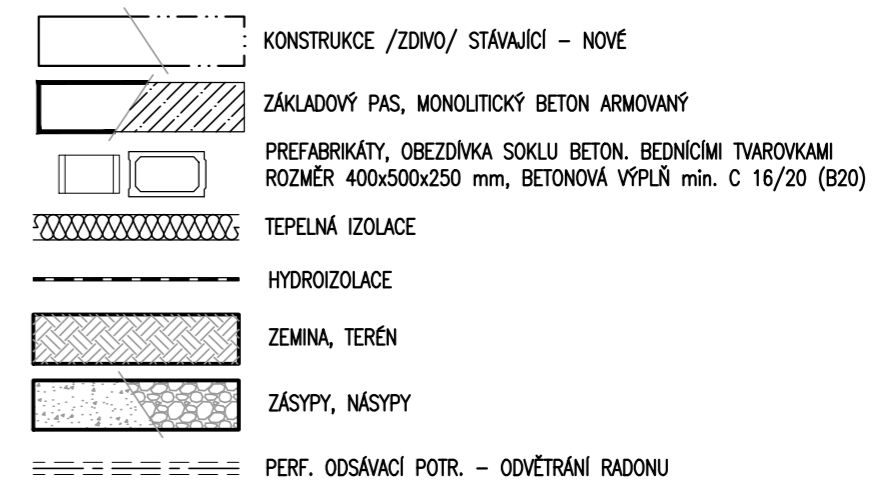 KONSTRUKCE /ZDIVO/ STÁVAJÍCÍ – NOVÉ
ZÁKLADOVÝ PAS, MONOLITICKÝ BETON ARMOVANÝ
PREFABRIKÁTY, OBEZDÍVKA SOKLU BETON. BEDNÍCÍMI TVAROVKAMI
ROZMĚR 400x500x250 mm, BETONOVÁ VÝPLŇ min. C 16/20 (B20)
TEPELNÁ IZOLACE
HYDROIZOLACE
ZEMINA, TERÉN
ZÁSYPY, NÁSYPY
PERF. ODSÁVACÍ POTR. – ODVĚTRÁNÍ RADONU